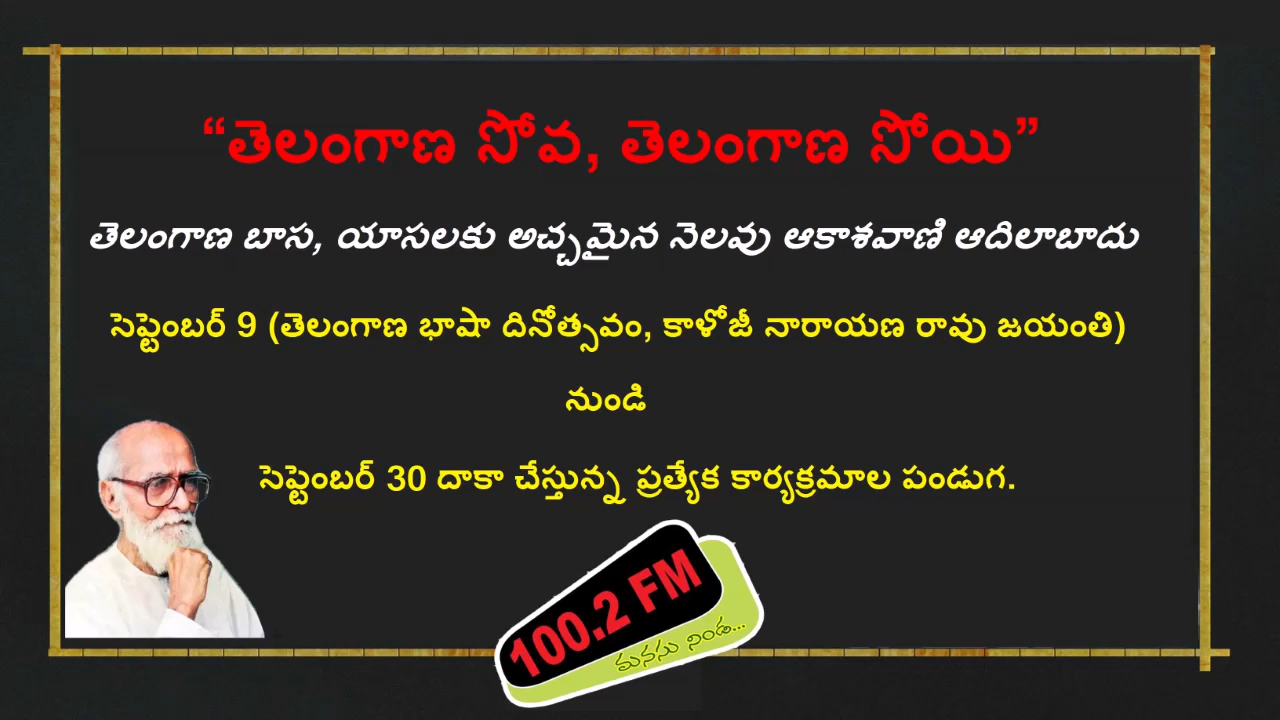 “తెలంగాణ సోవ, తెలంగాణ సోయి”
తెలంగాణ బాస, యాసలకు అచ్చమైన నెలవు ఆకాశవాణి ఆదిలాబాదు
సెప్టెంబర్ 9 (తెలంగాణ భాషా దినోత్సవం, కాళోజీ నారాయణ రావు జయంతి)
నుండి
సెప్టెంబర్ 30 దాకా చేస్తున్న ప్రత్యేక కార్యక్రమాల పండుగ.
100.2 FM
మనసు నిండా...